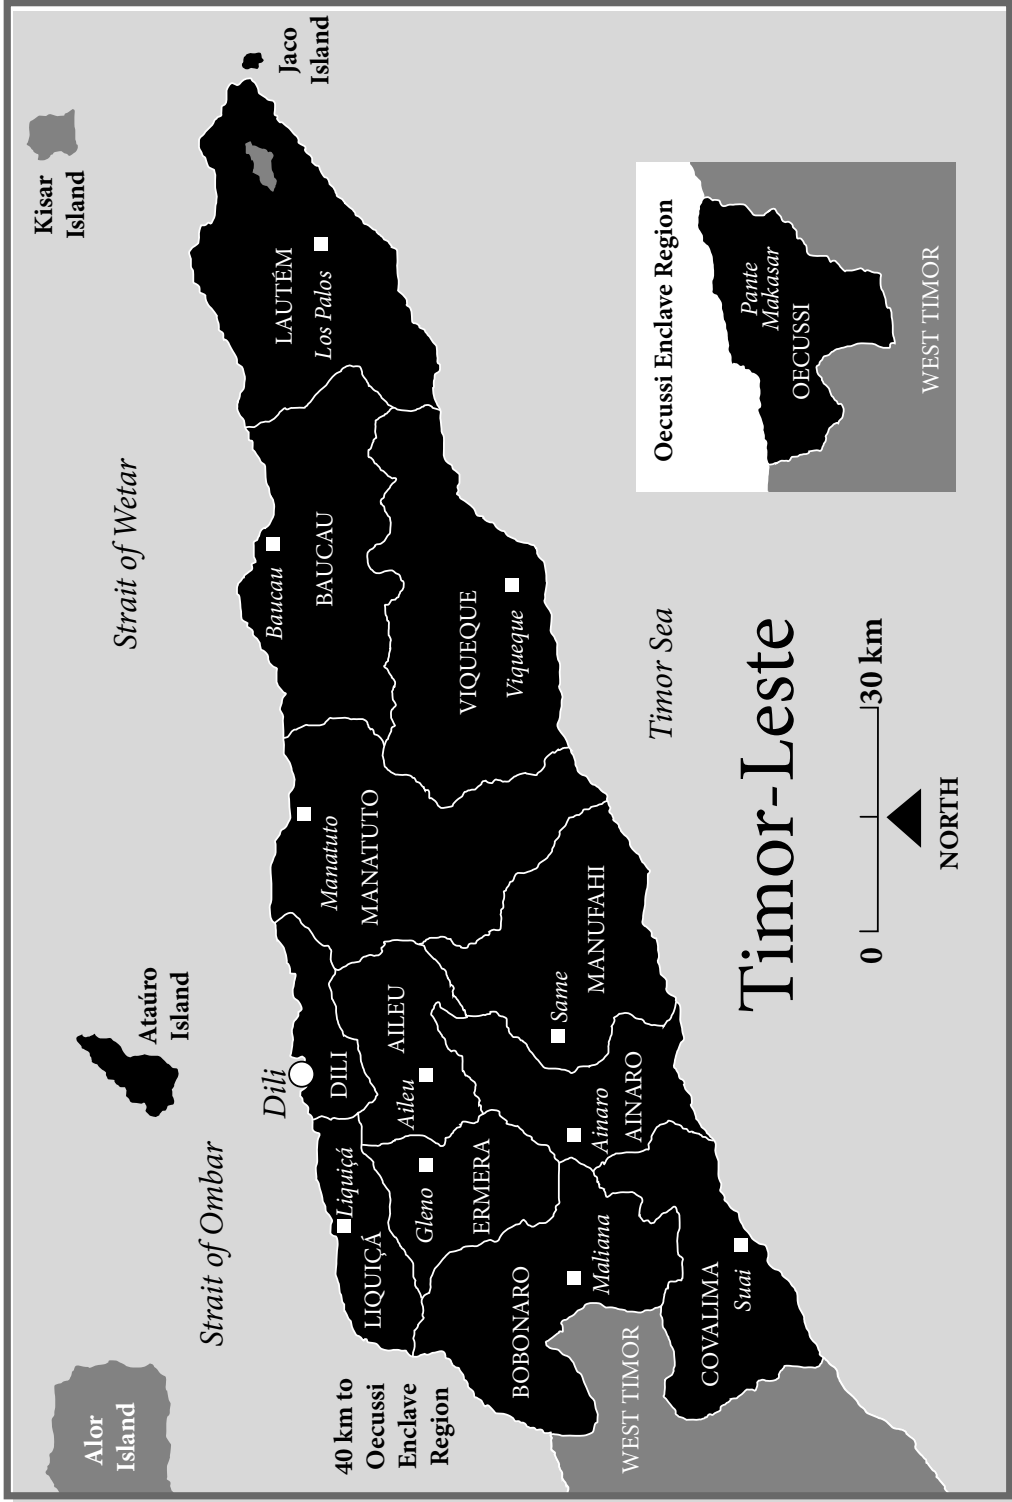 Kisar
Island
Jaco
Island
LAUTÉM
Los Palos
Strait of Wetar
Baucau
BAUCAU
VIQUEQUE
Viqueque
Manatuto
MANATUTO
Ataúro
Island
Dili
DILI
AILEU
Aileu
Same
MANUFAHI
Ainaro
AINARO
Strait of Ombar
Liquiçá
LIQUIÇÁ
Gleno
ERMERA
Maliana
BOBONARO
COVALIMA
Suai
WEST TIMOR
Alor
Island
40 km to
Oecussi
Enclave
Region
Timor Sea
Timor-Leste
0
30 km
NORTH
Oecussi Enclave Region
Pante
Makasar
OECUSSI
WEST TIMOR